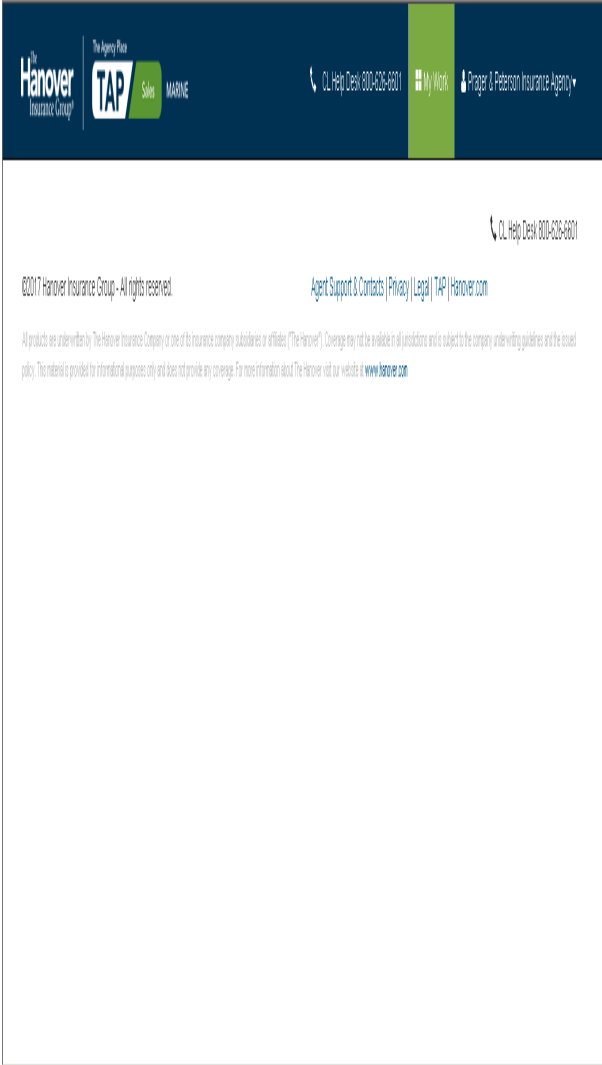 The
Hanover
Insurance Group®
The Agency Place
TAP Sales MARINE
CL Help Desk 800-626-6601 My Work Prager & Peterson Insurance Agency
CL Help Desk 800-626-6601
©2017 Hanover Insurance Group - All rights reserved. Agent Support & Contacts | Privacy | Legal | TAP | Hanover.com
All products are underwritten by The Hanover Insurance Company or one of its insurance company subsidiaries or affiliates ("The Hanover"). Coverage may not be available in all jurisdictions and is subject to the company underwriting guidelines and the issued
policy. This material is provided for informational purposes only and does not provide any coverage. For more information about The Hanover visit our website at www.hanover.com